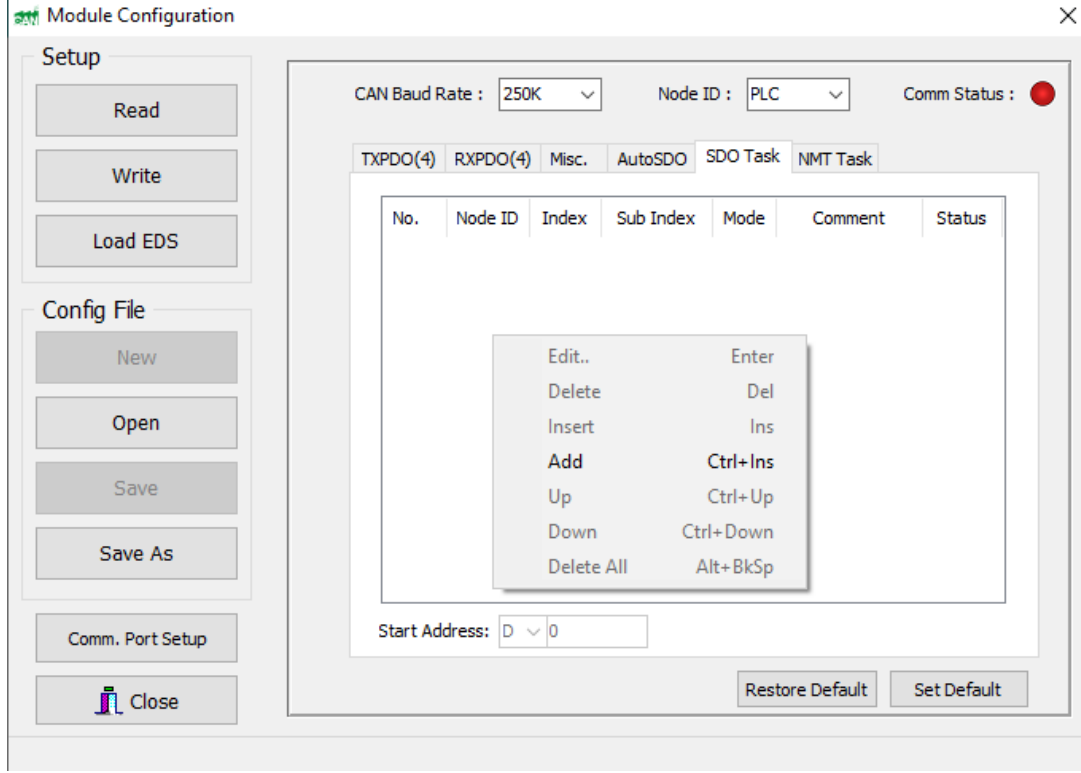 Module Configuration
Setup
Read
Write
Load EDS
Config File
New
Open
Save
Save As
Comm. Port Setup
Close
CAN Baud Rate : 250K Node ID : PLC Comm Status :
TXPDO(4) RXPDO(4) Misc. AutoSDO SDO Task NMT Task
No. Node ID Index Sub Index Mode Comment Status
Edit.. Enter
Delete Del
Insert Ins
Add Ctrl+Ins
Up Ctrl+Up
Down Ctrl+Down
Delete All Alt+BkSp
Start Address: D 0
Restore Default Set Default